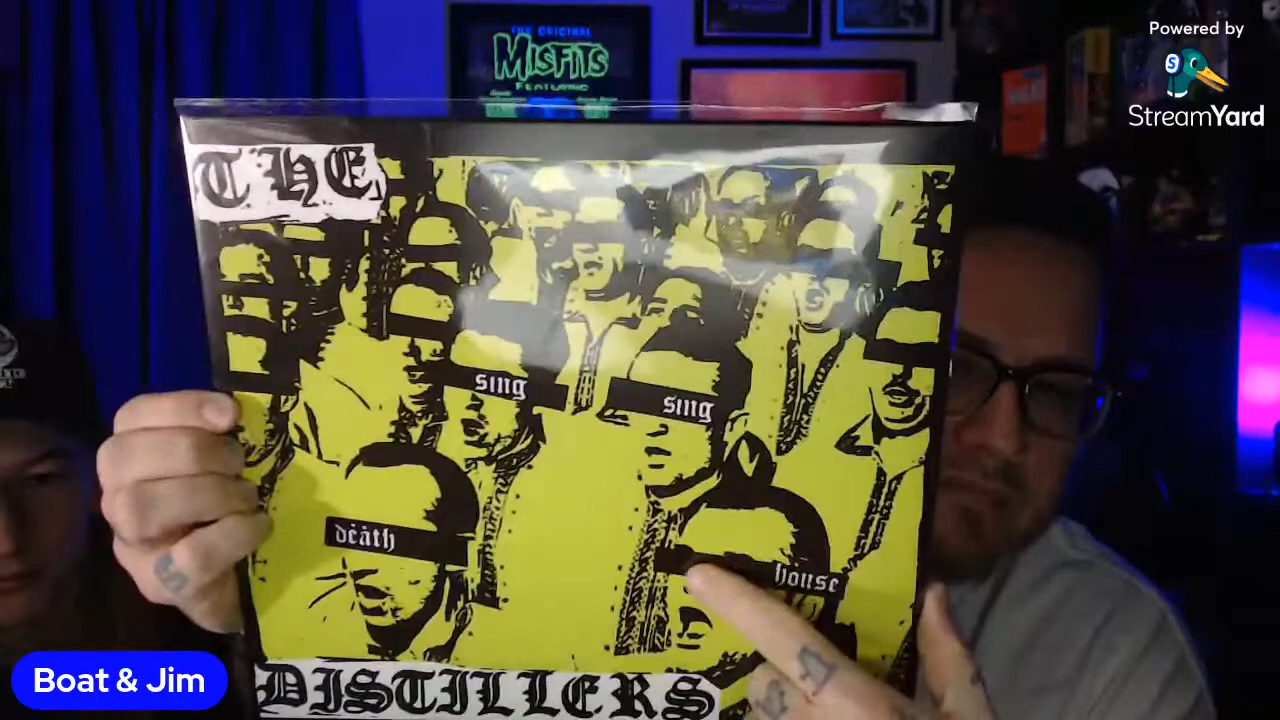 THE ORIGINAL
MISFITS
FEATURING
Powered by
StreamYard
THE
sing
sing
death
house
DISTILLERS
Boat & Jim